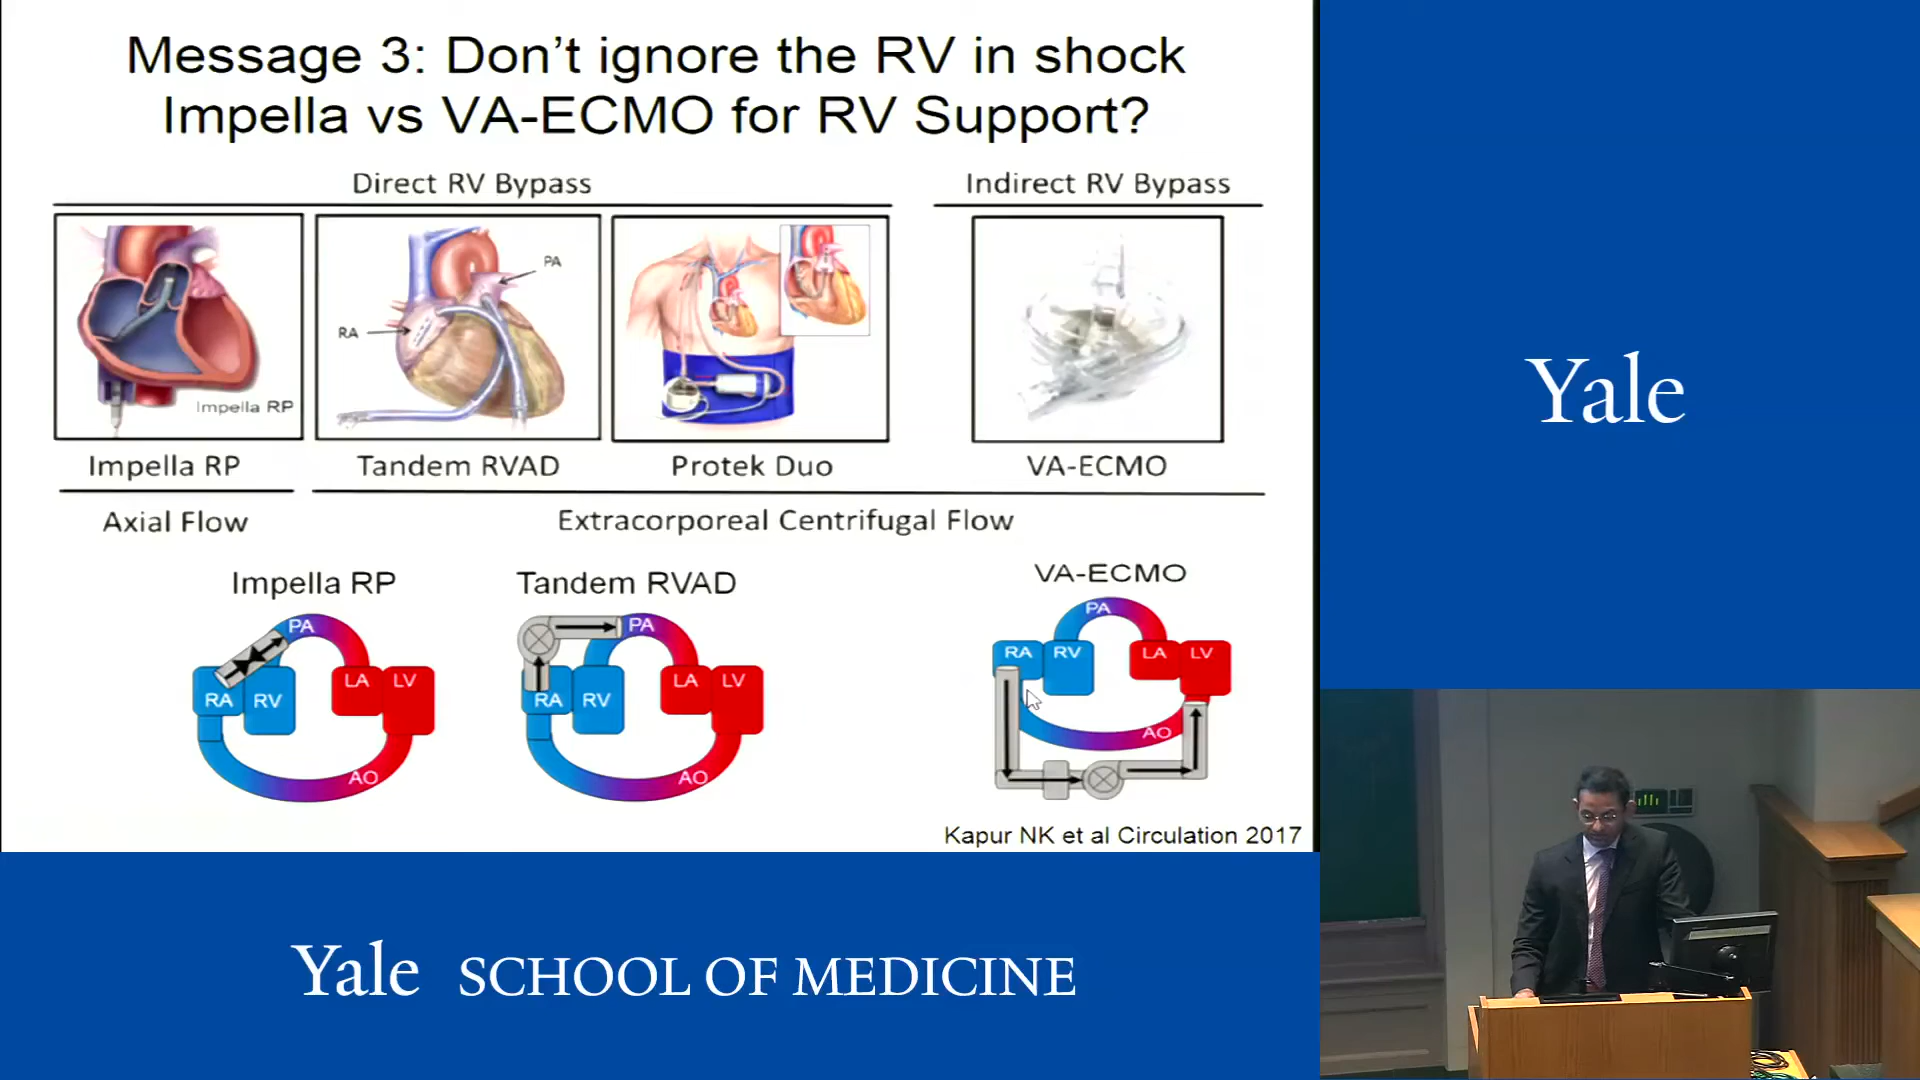 Message 3: Don't ignore the RV in shock
Impella vs VA-ECMO for RV Support?
Direct RV Bypass
Indirect RV Bypass
Impella RP
RA
PA
Impella RP
Tandem RVAD
Protek Duo
VA-ECMO
Axial Flow
Extracorporeal Centrifugal Flow
Impella RP
PA
RA
RV
LA
LV
AO
Tandem RVAD
PA
RA
RV
LA
LV
AO
VA-ECMO
PA
RA
RV
LA
LV
AO
Kapur NK et al Circulation 2017
Yale
Yale SCHOOL OF MEDICINE